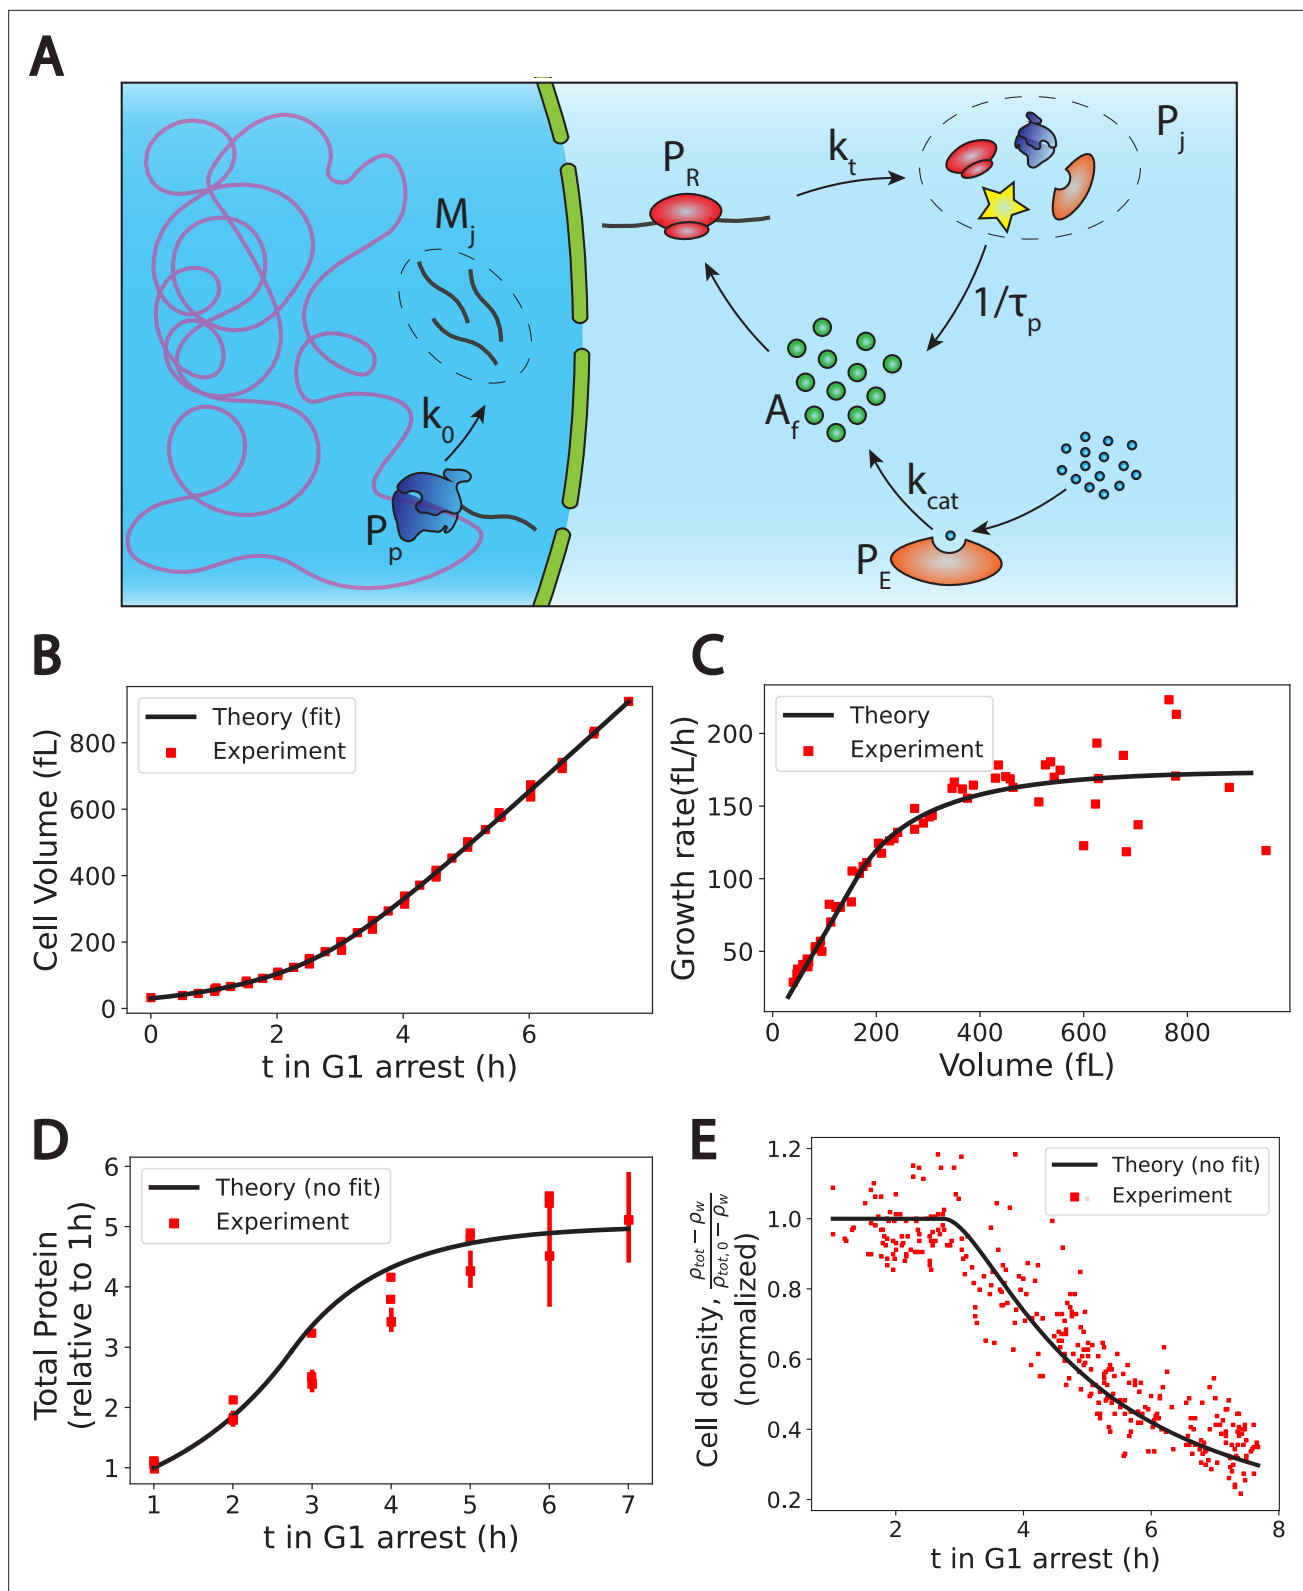 A
P_R
k_t
P_j
M_j
1/τ_p
k_0
A_f
k_cat
P_p
P_E
B
Theory (fit)
Experiment
Cell Volume (fL)
800
600
400
200
0
0 2 4 6
t in G1 arrest (h)
C
Theory
Experiment
Growth rate(fL/h)
200
150
100
50
0 200 400 600 800
Volume (fL)
D
Theory (no fit)
Experiment
Total Protein
(relative to 1h)
6
5
4
3
2
1
1 2 3 4 5 6 7
t in G1 arrest (h)
E
Theory (no fit)
Experiment
Cell density, \frac{ρ_{tot} − ρ_w}{ρ_{tot, 0} − ρ_w}
(normalized)
1.2
1.0
0.8
0.6
0.4
0.2
2 4 6 8
t in G1 arrest (h)